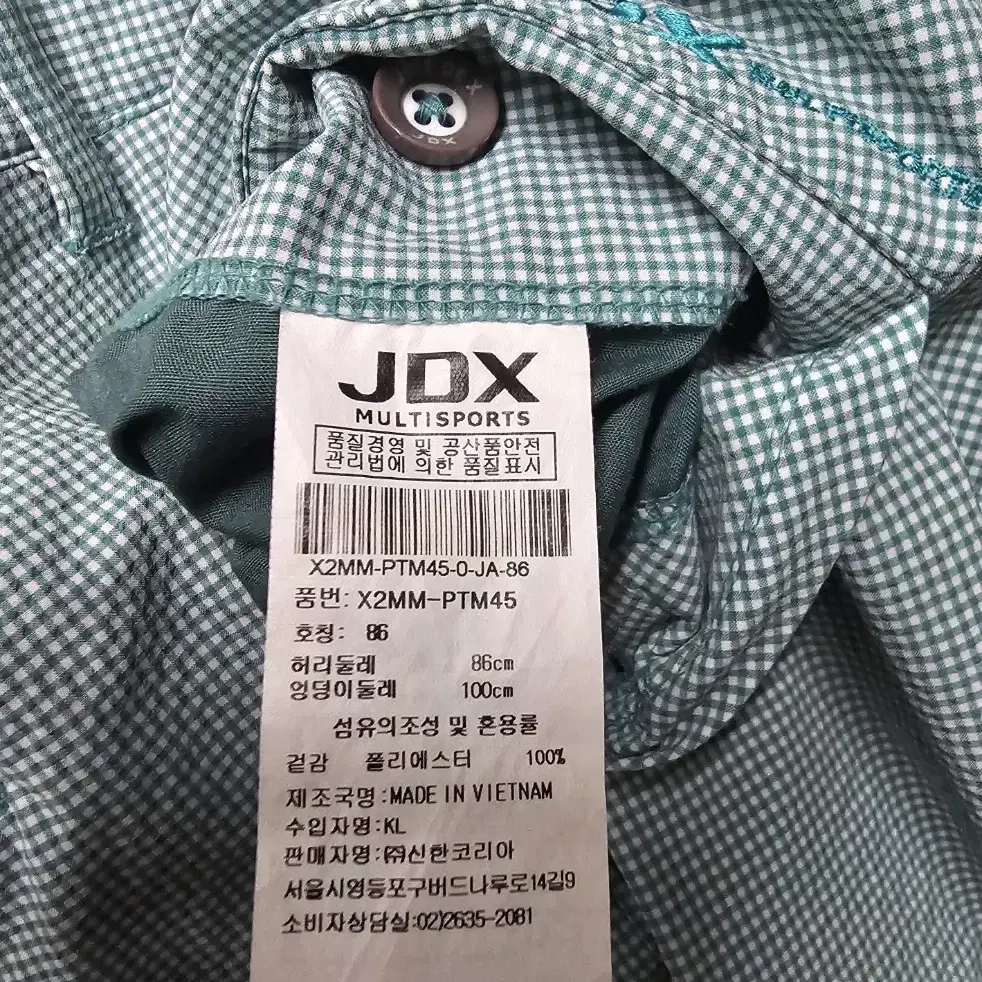 JDX
X MULTISPORTS
JDX
MULTISPORTS
품질경영 및 공산품안전
관리법에 의한 품질표시
X2MM-PTM45-0-JA-86
품번: X2MM-PTM45
호칭: 86
허리둘레 86cm
엉덩이둘레 100cm
섬유의조성 및 혼용률
겉감 폴리에스터 100%
제조국명:MADE IN VIETNAM
수입자명:KL
판매자명:㈜신한코리아
서울시영등포구버드나루로14길9
소비자상담실:02)2635-2081